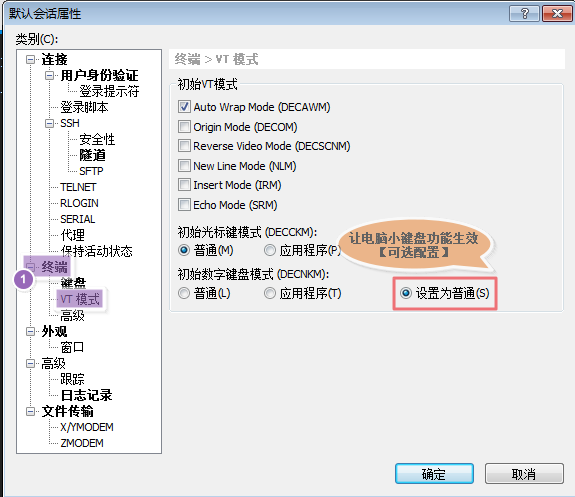 默认会话属性
类别(C):
连接
用户身份验证
登录提示符
登录脚本
SSH
安全性
隧道
SFTP
TELNET
RLOGIN
SERIAL
代理
保持活动状态
终端
1
键盘
VT 模式
高级
外观
窗口
高级
跟踪
日志记录
文件传输
X/YMODEM
ZMODEM
终端 > VT 模式
初始VT模式
Auto Wrap Mode (DECAWM)
Origin Mode (DECOM)
Reverse Video Mode (DECSCNM)
New Line Mode (NLM)
Insert Mode (IRM)
Echo Mode (SRM)
初始光标键模式 (DECCKM):
普通(M) 应用程序(P)
让电脑小键盘功能生效
【可选配置】
初始数字键盘模式 (DECNKM):
普通(L) 应用程序(T) 设置为普通(S)
确定 取消